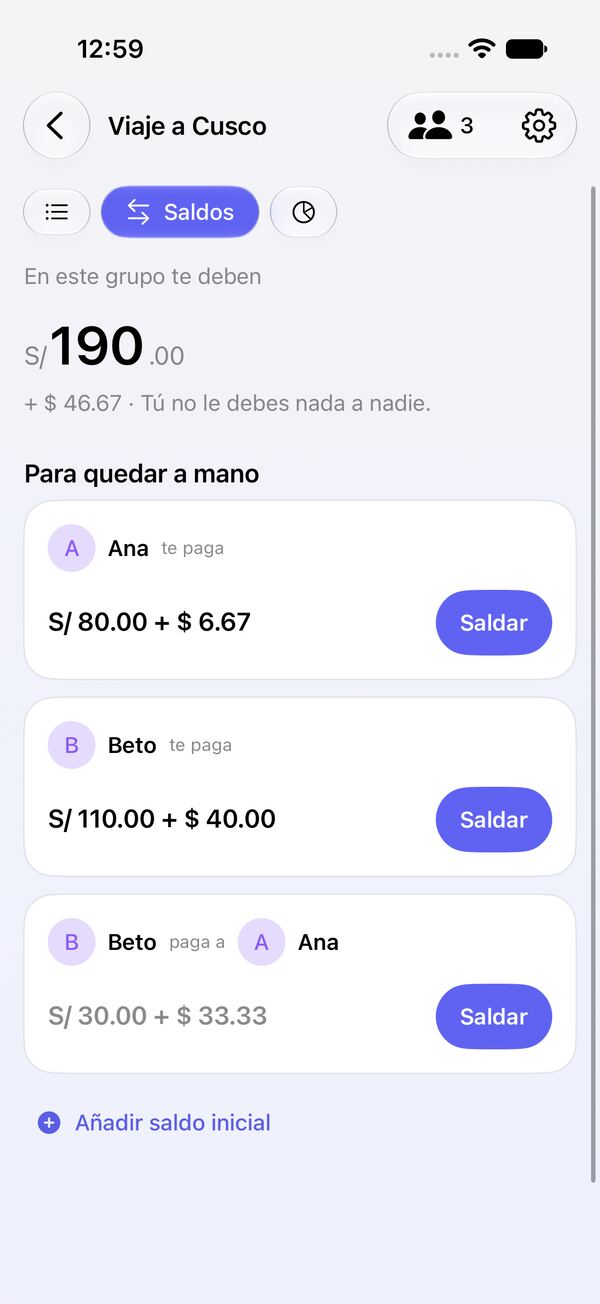 12:59
Viaje a Cusco
3
Saldos
En este grupo te deben
S/ 190 .00
+ $ 46.67 · Tú no le debes nada a nadie.
Para quedar a mano
A Ana te paga
S/ 80.00 + $ 6.67
Saldar
B Beto te paga
S/ 110.00 + $ 40.00
Saldar
B Beto paga a A Ana
S/ 30.00 + $ 33.33
Saldar
Añadir saldo inicial